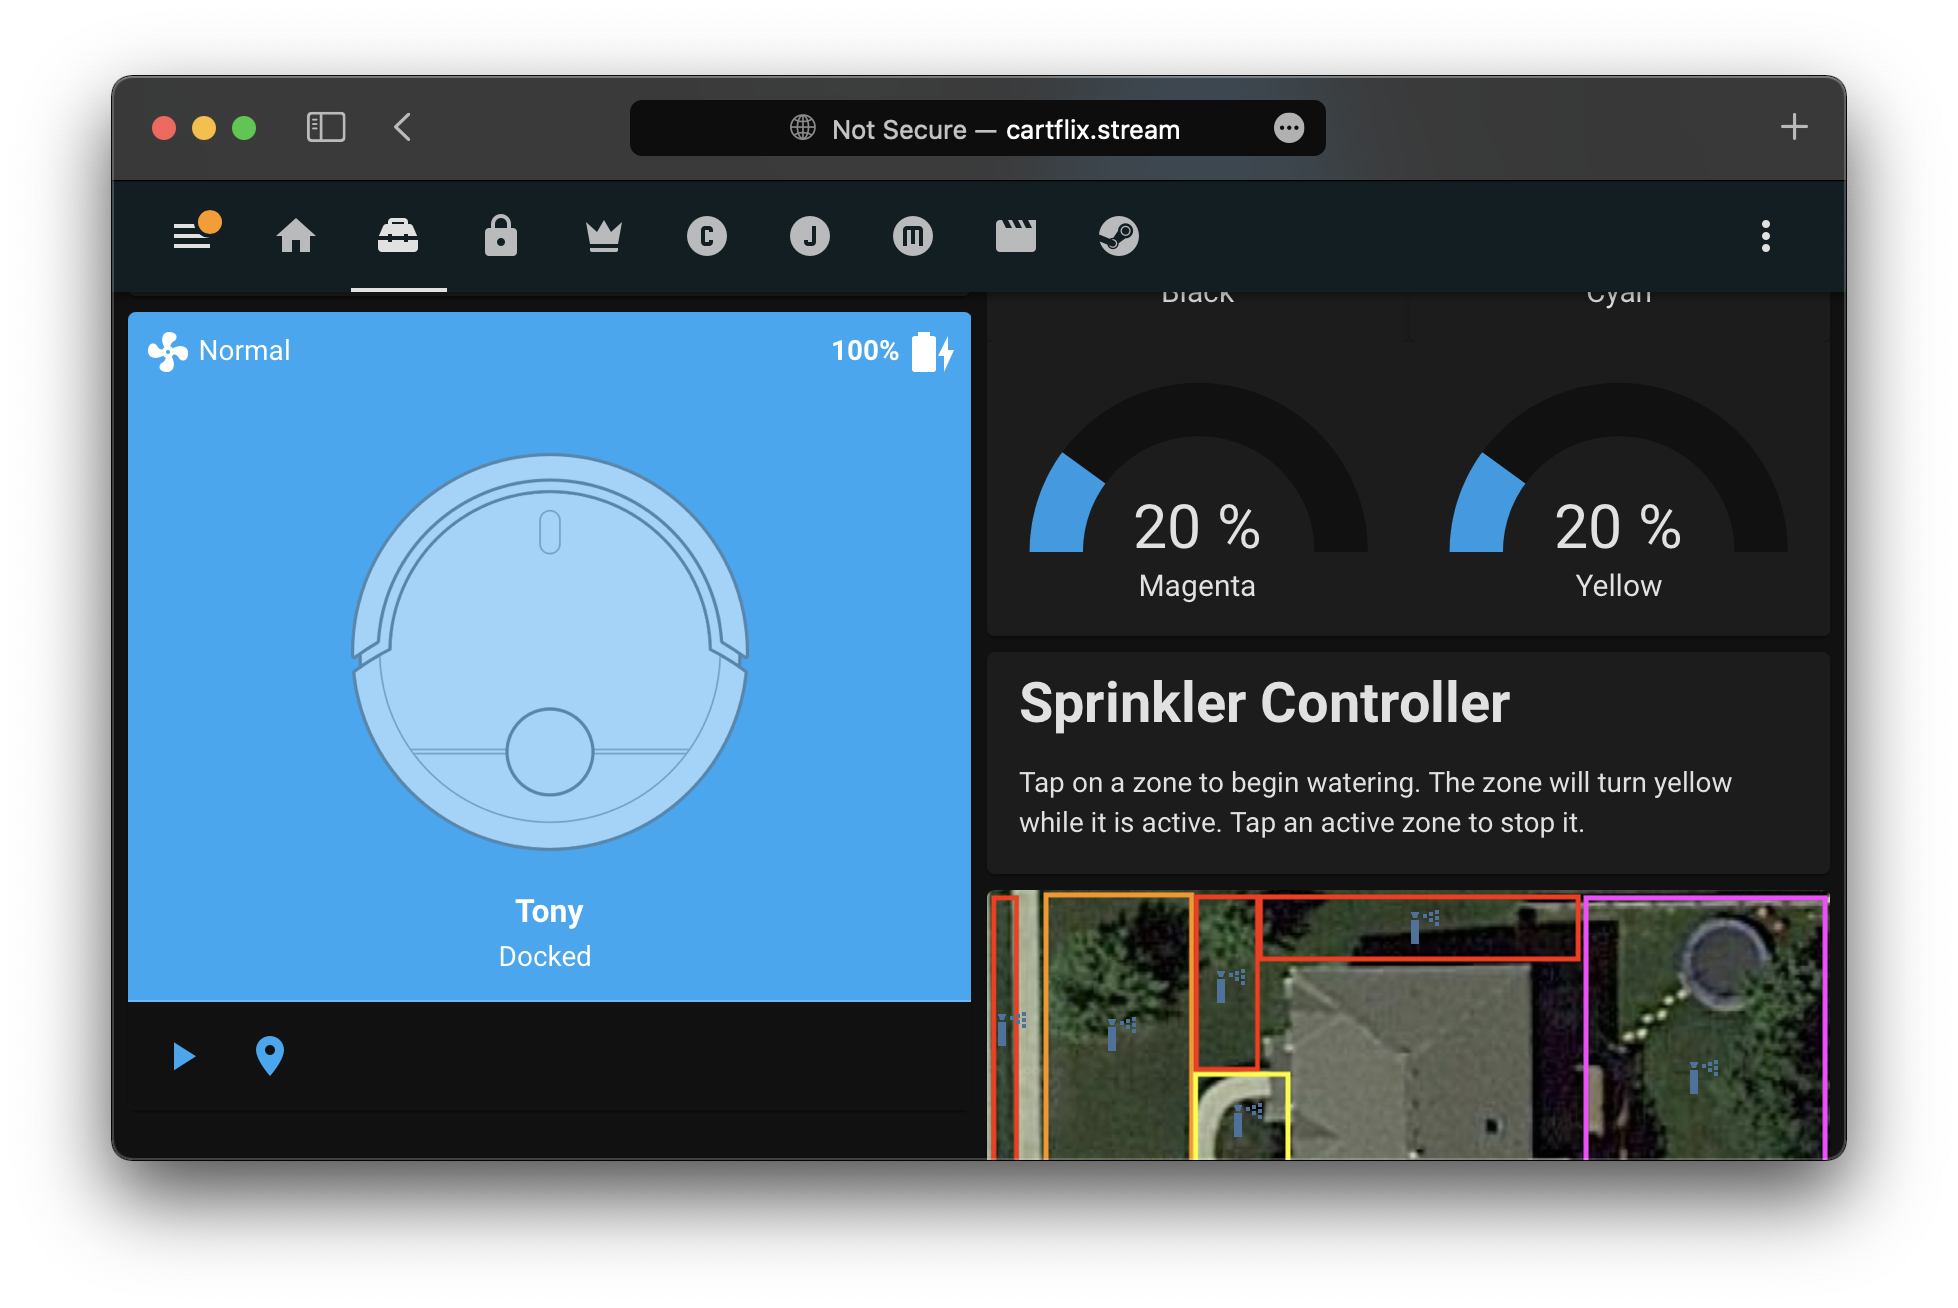 Not Secure — cartflix.stream
C
J
m
Normal
100%
Tony
Docked
Black
Cyan
20 %
Magenta
20 %
Yellow
Sprinkler Controller
Tap on a zone to begin watering. The zone will turn yellow
while it is active. Tap an active zone to stop it.